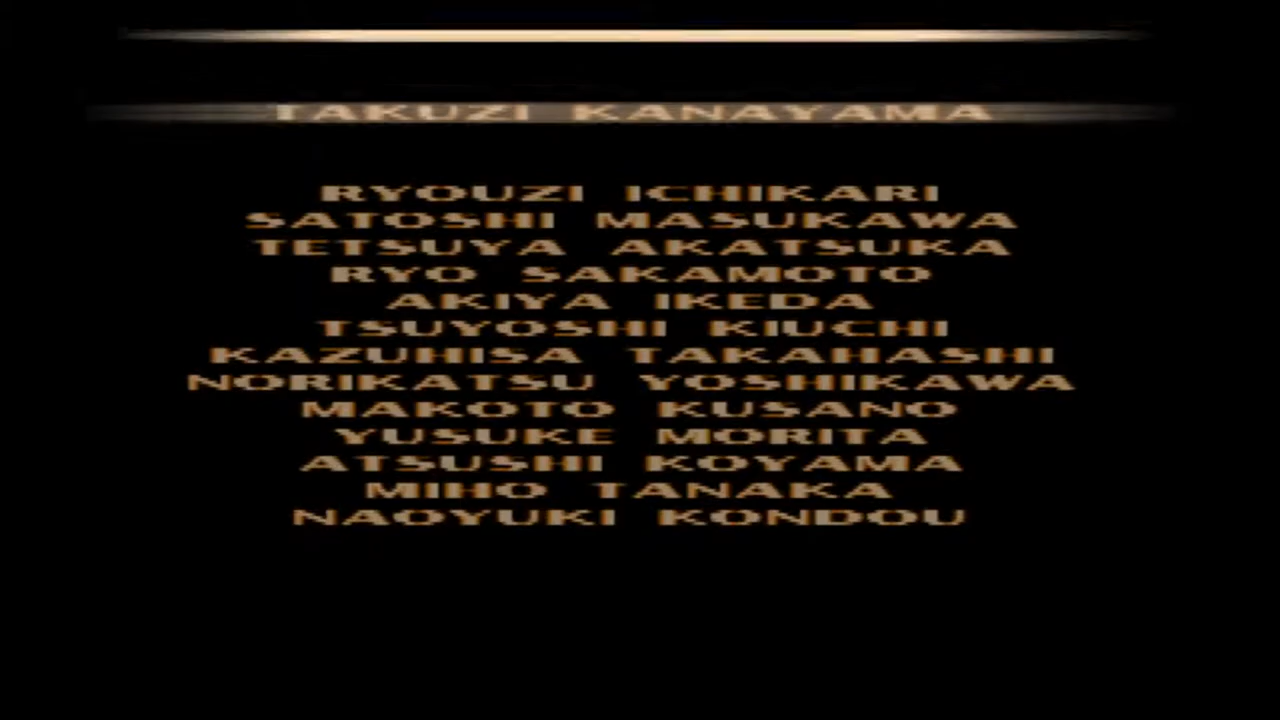 TAKUZI KANAYAMA
RYOUZI ICHIKARI
SATOSHI MASUKAWA
TETSUYA AKATSUKA
RYO SAKAMOTO
AKIYA IKEDA
TSUYOSHI KIUCHI
KAZUHISA TAKAHASHI
NORIKATSU YOSHIKAWA
MAKOTO KUSANO
YUSUKE MORITA
ATSUSHI KOYAMA
MIHO TANAKA
NAOYUKI KONDOU